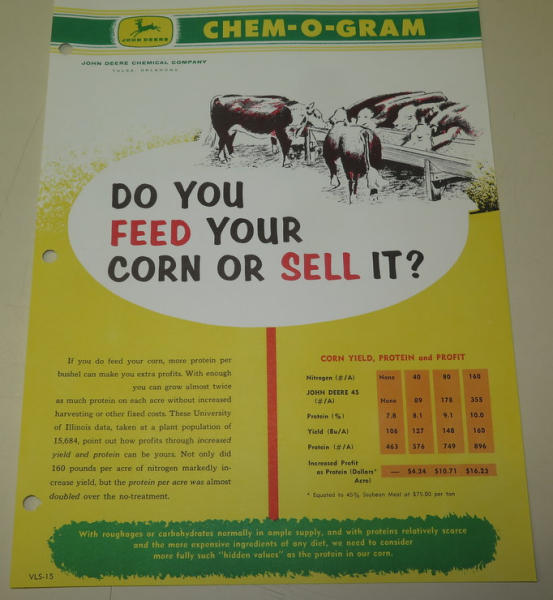 JOHN DEERE
CHEM-O-GRAM
JOHN DEERE CHEMICAL COMPANY
TULSA, OKLAHOMA
DO YOU
FEED YOUR
CORN OR SELL IT?
If you do feed your corn, more protein per
bushel can make you extra profits. With enough
you can grow almost twice
as much protein on each acre without increased
harvesting or other fixed costs. These University
of Illinois data, taken at a plant population of
15,684, point out how profits through increased
yield and protein can be yours. Not only did
160 pounds per acre of nitrogen markedly in-
crease yield, but the protein per acre was almost
doubled over the no-treatment.
CORN YIELD, PROTEIN and PROFIT
Nitrogen (#/A) None 40 80 160
JOHN DEERE 45
(#/A) None 89 178 355
Protein (%) 7.8 8.1 9.1 10.0
Yield (Bu/A) 106 127 148 160
Protein (#/A) 463 576 749 896
Increased Profit
as Protein (Dollars*
Acre) — $4.24 $10.71 $16.23
* Equated to 45% Soybean Meal at $75.00 per ton
With roughages or carbohydrates normally in ample supply, and with proteins relatively scarce
and the more expensive ingredients of any diet, we need to consider
more fully such "hidden values" as the protein in our corn.
VLS-15